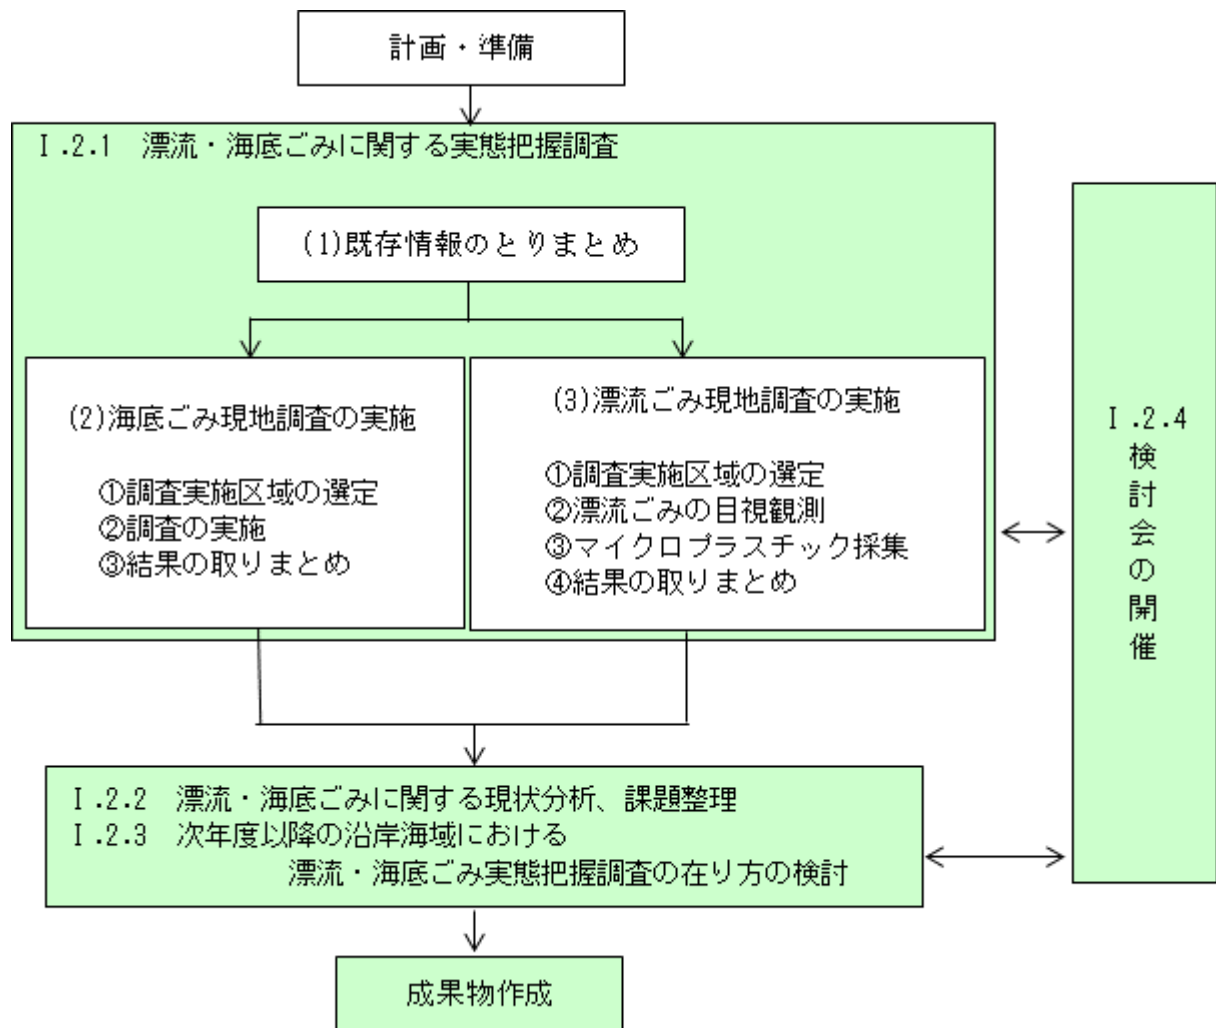 計画・準備
Ⅰ.2.1 漂流・海底ごみに関する実態把握調査
(1)既存情報のとりまとめ
(2)海底ごみ現地調査の実施
①調査実施区域の選定
②調査の実施
③結果の取りまとめ
(3)漂流ごみ現地調査の実施
①調査実施区域の選定
②漂流ごみの目視観測
③マイクロプラスチック採集
④結果の取りまとめ
Ⅰ.2.4
検討会の開催
Ⅰ.2.2 漂流・海底ごみに関する現状分析、課題整理
Ⅰ.2.3 次年度以降の沿岸海域における
漂流・海底ごみ実態把握調査の在り方の検討
成果物作成